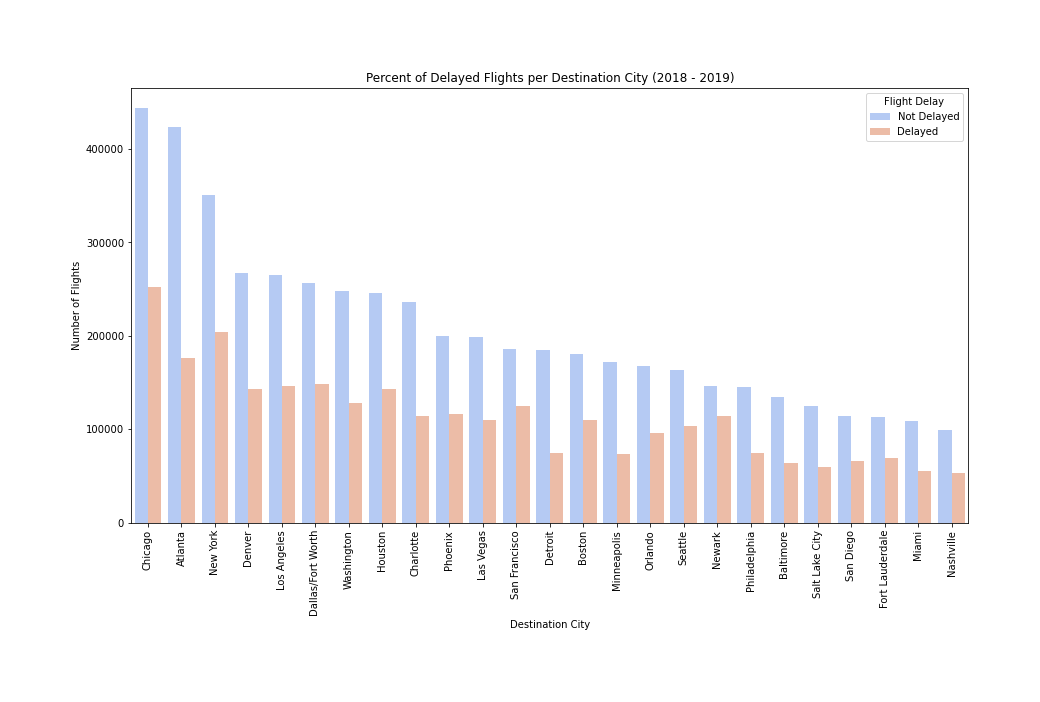 Percent of Delayed Flights per Destination City (2018 - 2019)
Flight Delay
Not Delayed
Delayed
Number of Flights
400000
300000
200000
100000
0
Chicago
Atlanta
New York
Denver
Los Angeles
Dallas/Fort Worth
Washington
Houston
Charlotte
Phoenix
Las Vegas
San Francisco
Detroit
Boston
Minneapolis
Orlando
Seattle
Newark
Philadelphia
Baltimore
Salt Lake City
San Diego
Fort Lauderdale
Miami
Nashville
Destination City